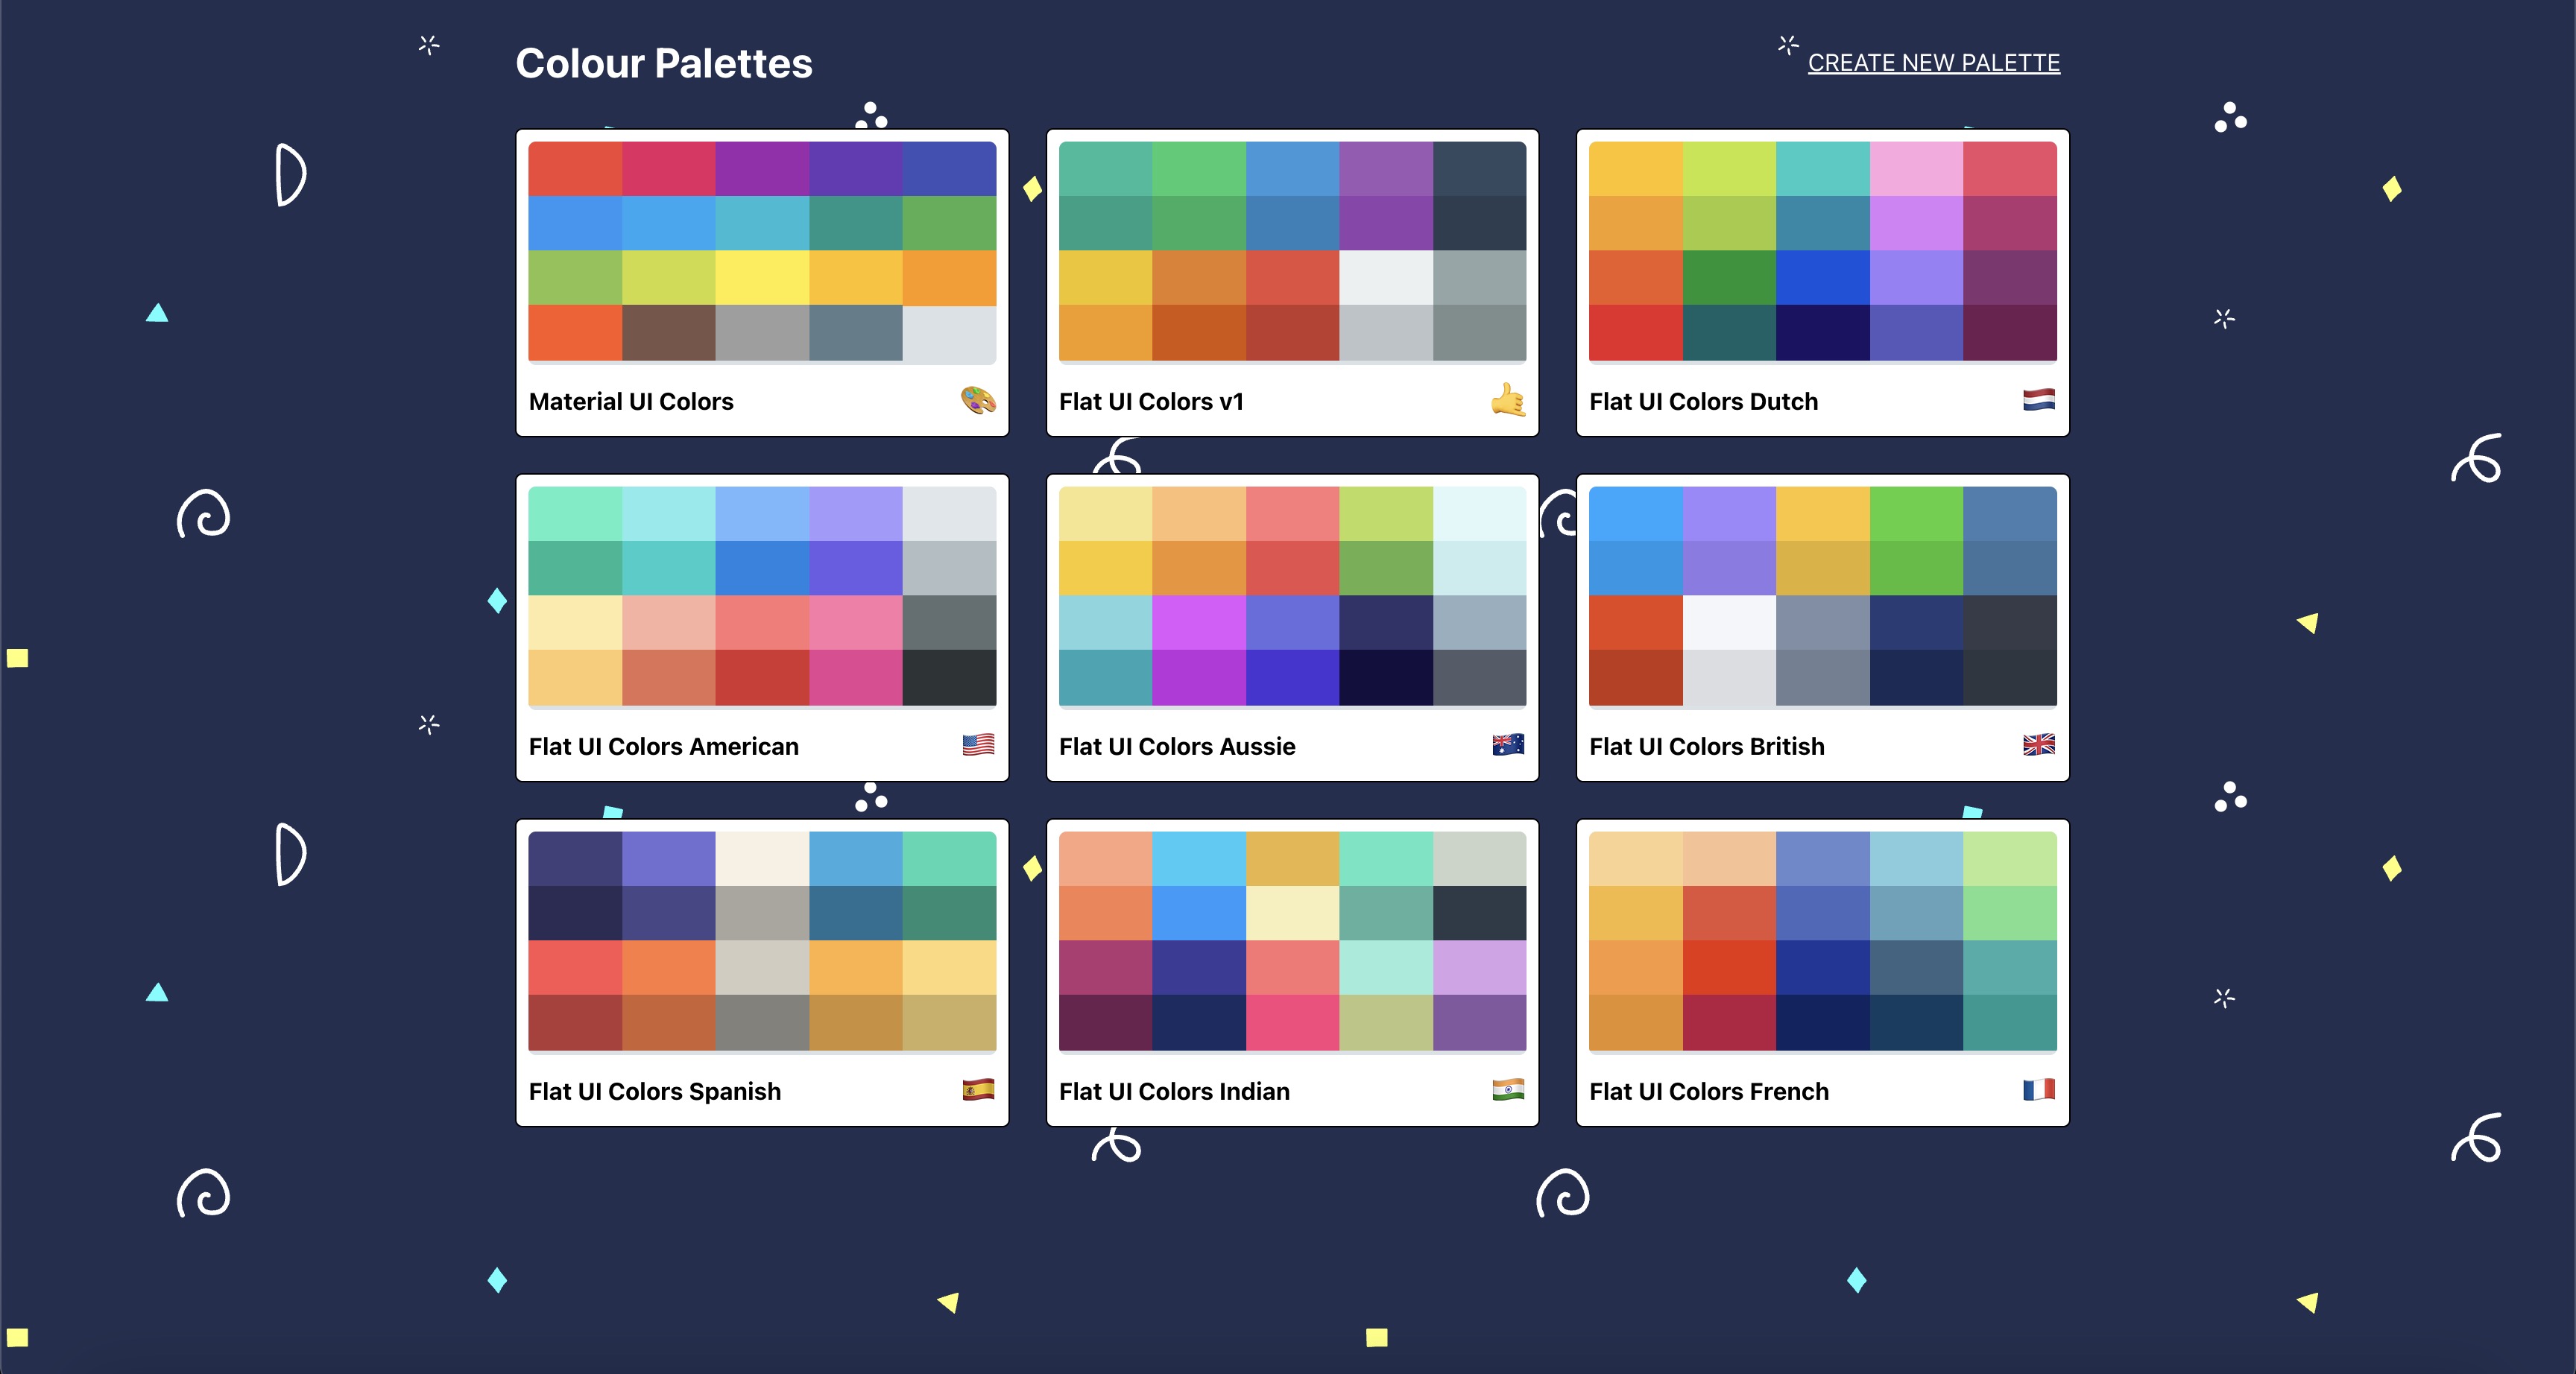 Colour Palettes
CREATE NEW PALETTE
Material UI Colors
Flat UI Colors v1
Flat UI Colors Dutch
Flat UI Colors American
Flat UI Colors Aussie
Flat UI Colors British
Flat UI Colors Spanish
Flat UI Colors Indian
Flat UI Colors French